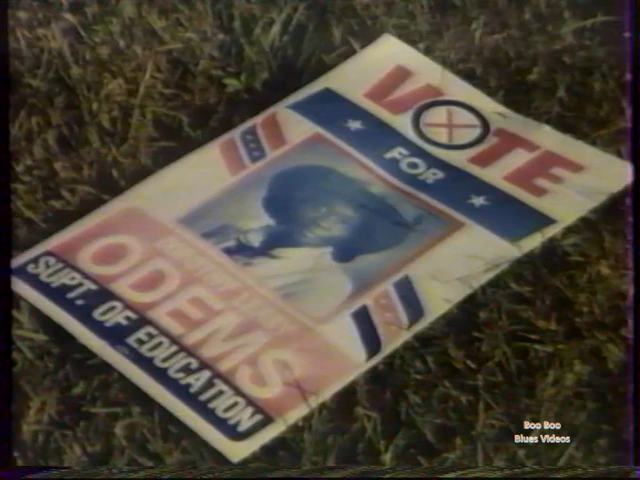 VOTE
FOR
ODEMS
SUPT. OF EDUCATION
Boo Boo
Blues Videos